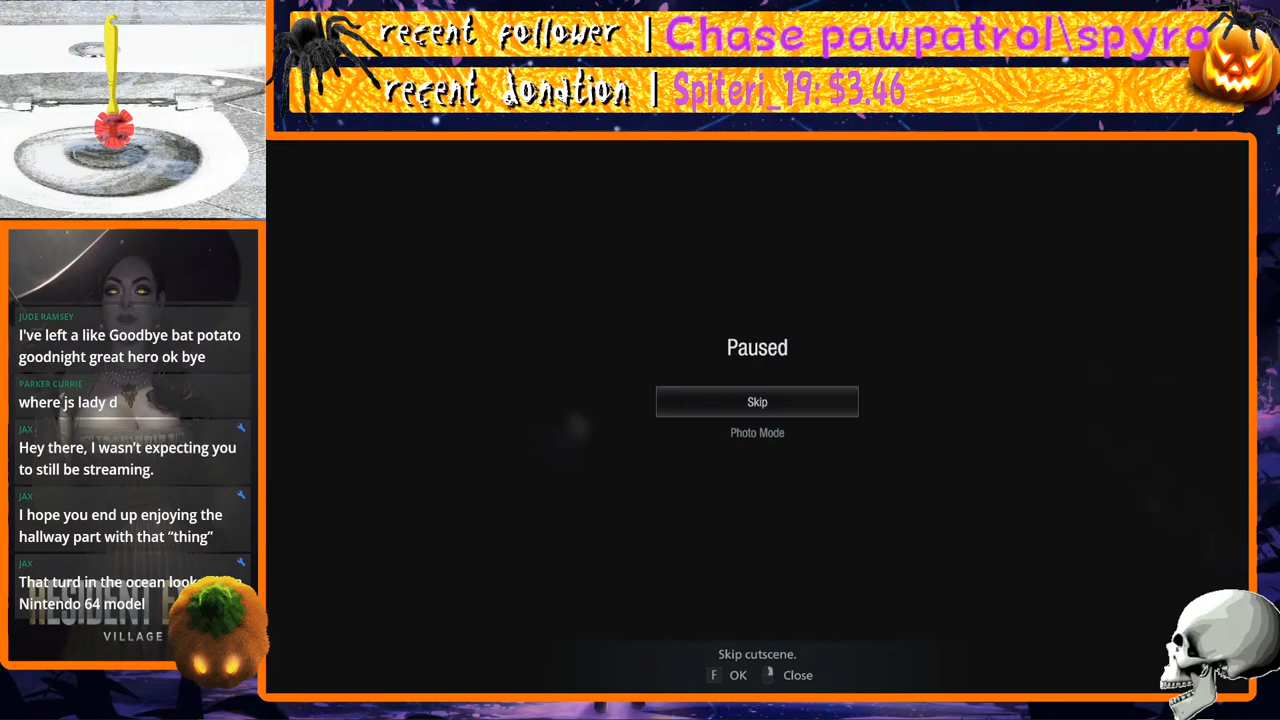 recent follower | Chase pawpatrol\spyro
recent donation | Spiteri_19: $3.46
JUDE RAMSEY
I've left a like Goodbye bat potato
goodnight great hero ok bye
PARKER CURRIE
where js lady d
JAX
Hey there, I wasn't expecting you
to still be streaming.
JAX
I hope you end up enjoying the
hallway part with that “thing”
JAX
That turd in the ocean look
Nintendo 64 model
RESIDENT E
VILLAGE
Paused
Skip
Photo Mode
Skip cutscene.
F OK Close